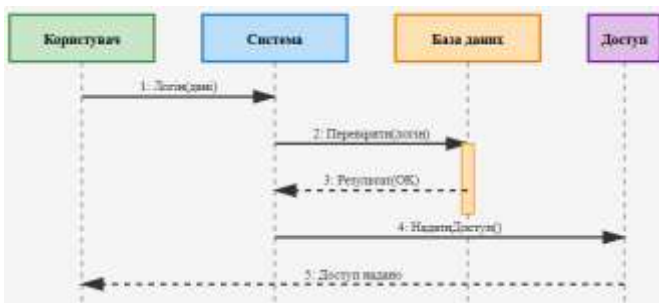 Користувач
Система
База даних
Доступ
1: Логін(дані)
2: Перевірити(логін)
3: Результат(ОК)
4: НадатиДоступ()
5: Доступ надано